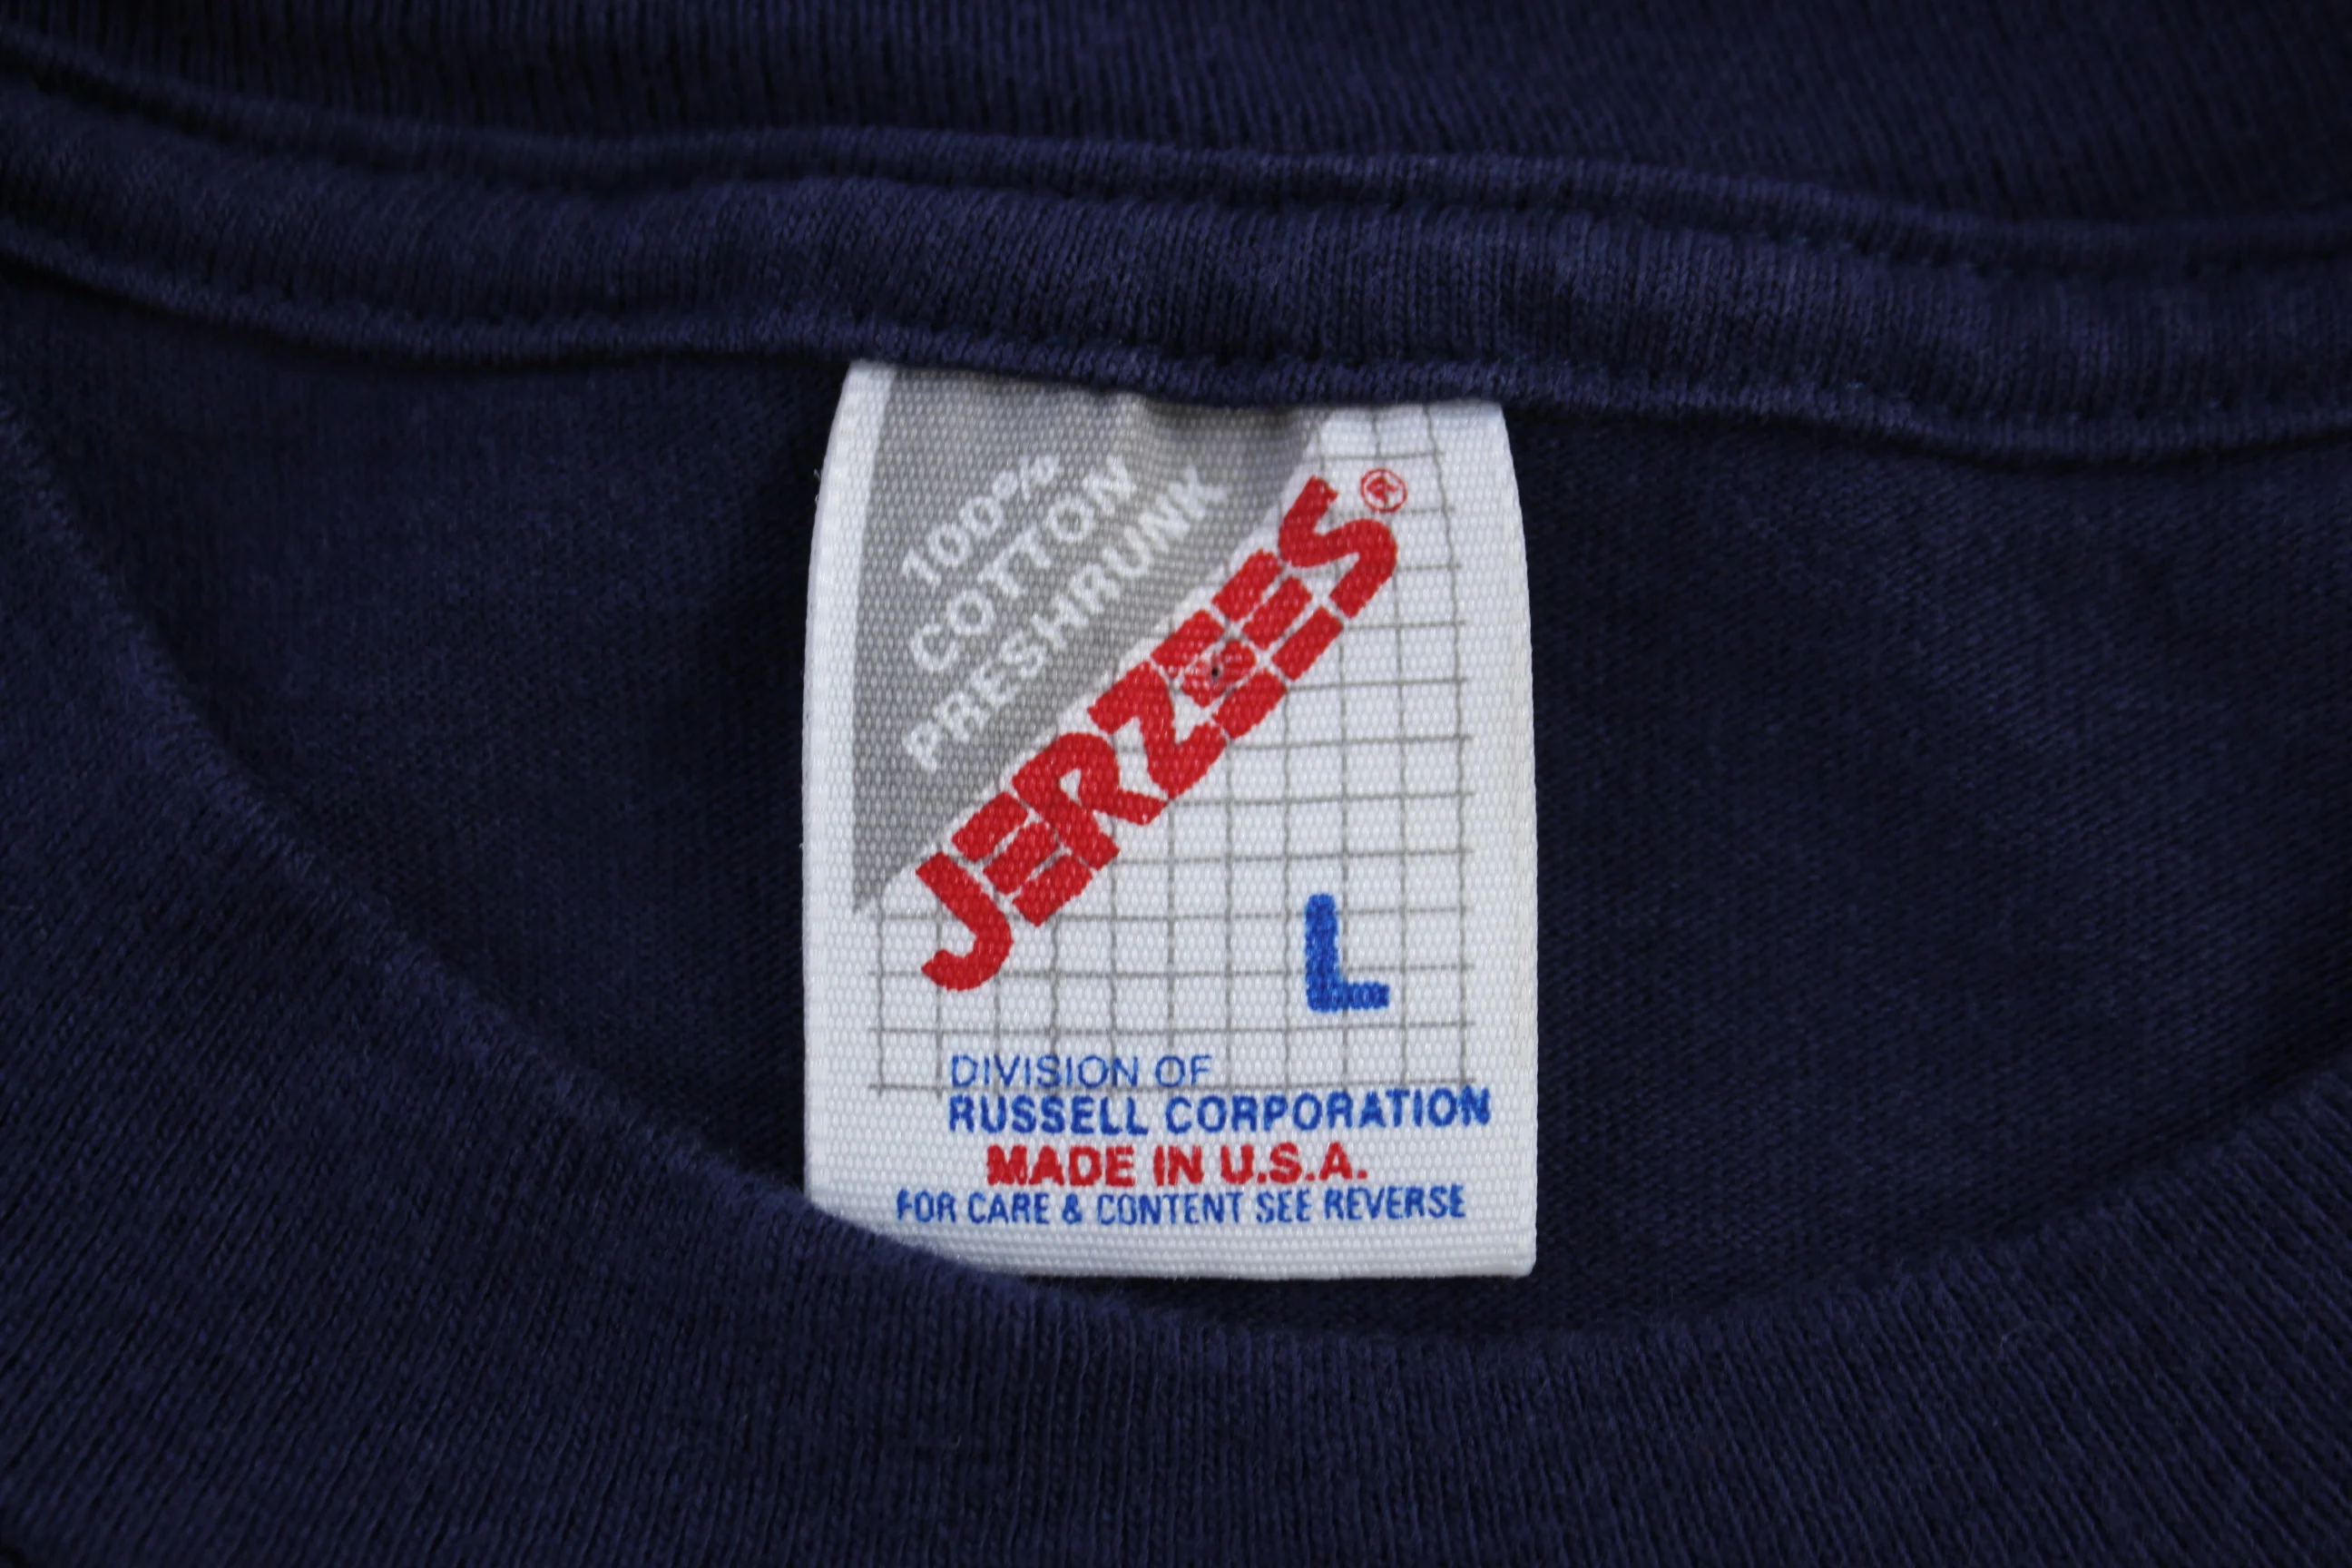 100%
COTTON
PRESHRUNK
JERZEES®
L
DIVISION OF
RUSSELL CORPORATION
MADE IN U.S.A.
FOR CARE & CONTENT SEE REVERSE